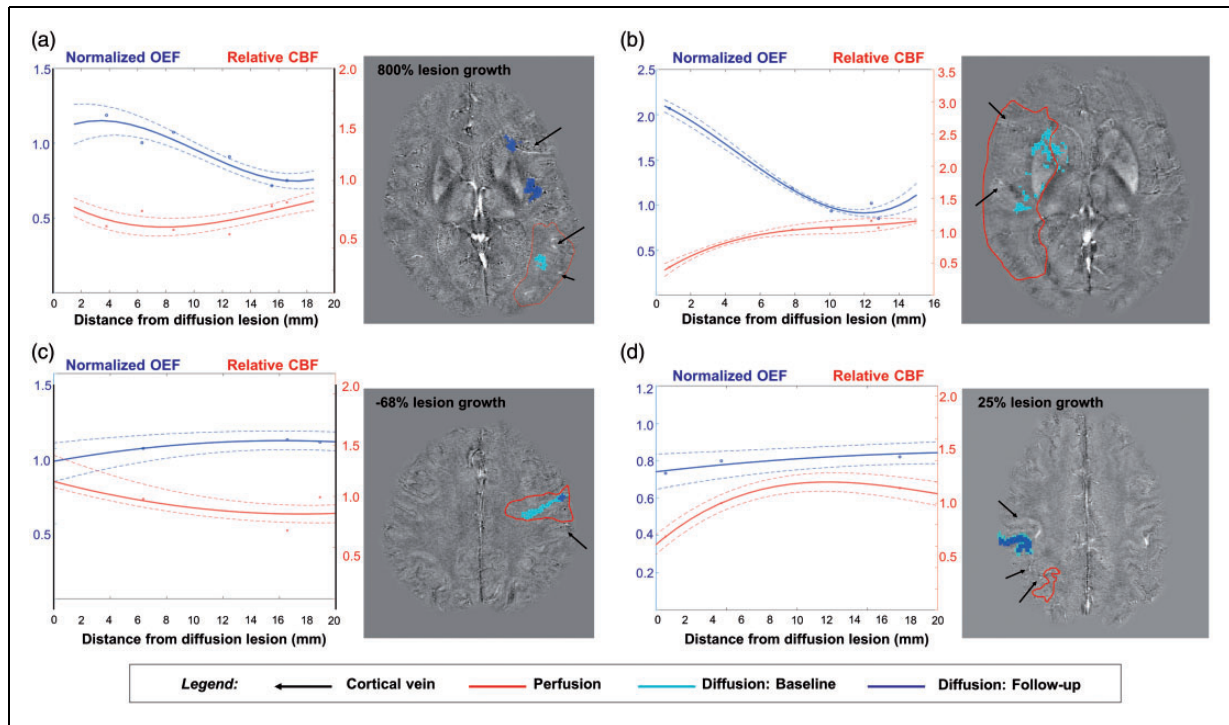 (a)
Normalized OEF Relative CBF
1.5
1.0
0.5
2.0
1.5
1.0
0.5
0 2 4 6 8 10 12 14 16 18 20
Distance from diffusion lesion (mm)
800% lesion growth
(b)
Normalized OEF Relative CBF
2.5
2.0
1.5
1.0
0.5
3.5
3.0
2.5
2.0
1.5
1.0
0.5
0 2 4 6 8 10 12 14 16
Distance from diffusion lesion (mm)
(c)
Normalized OEF Relative CBF
1.5
1.0
0.5
0
2.0
1.5
1.0
0.5
0 2 4 6 8 10 12 14 16 18 20
Distance from diffusion lesion (mm)
-68% lesion growth
(d)
Normalized OEF Relative CBF
1.2
1.0
0.8
0.6
0.4
0.2
2.0
1.5
1.0
0.5
0 2 4 6 8 10 12 14 16 18 20
Distance from diffusion lesion (mm)
25% lesion growth
Legend: Cortical vein Perfusion Diffusion: Baseline Diffusion: Follow-up